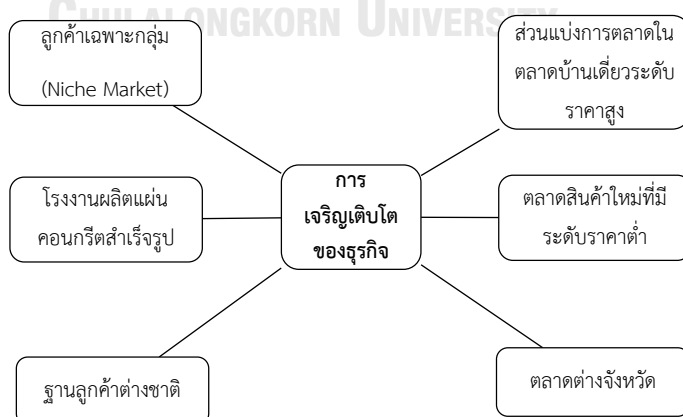 CHULALONGKORN UNIVERSITY
ลูกค้าเฉพาะกลุ่ม
(Niche Market)
ส่วนแบ่งการตลาดใน
ตลาดบ้านเดี่ยวระดับ
ราคาสูง
โรงงานผลิตแผ่น
คอนกรีตสำเร็จรูป
การ
เจริญเติบโต
ของธุรกิจ
ตลาดสินค้าใหม่ที่มี
ระดับราคาต่ำ
ฐานลูกค้าต่างชาติ
ตลาดต่างจังหวัด